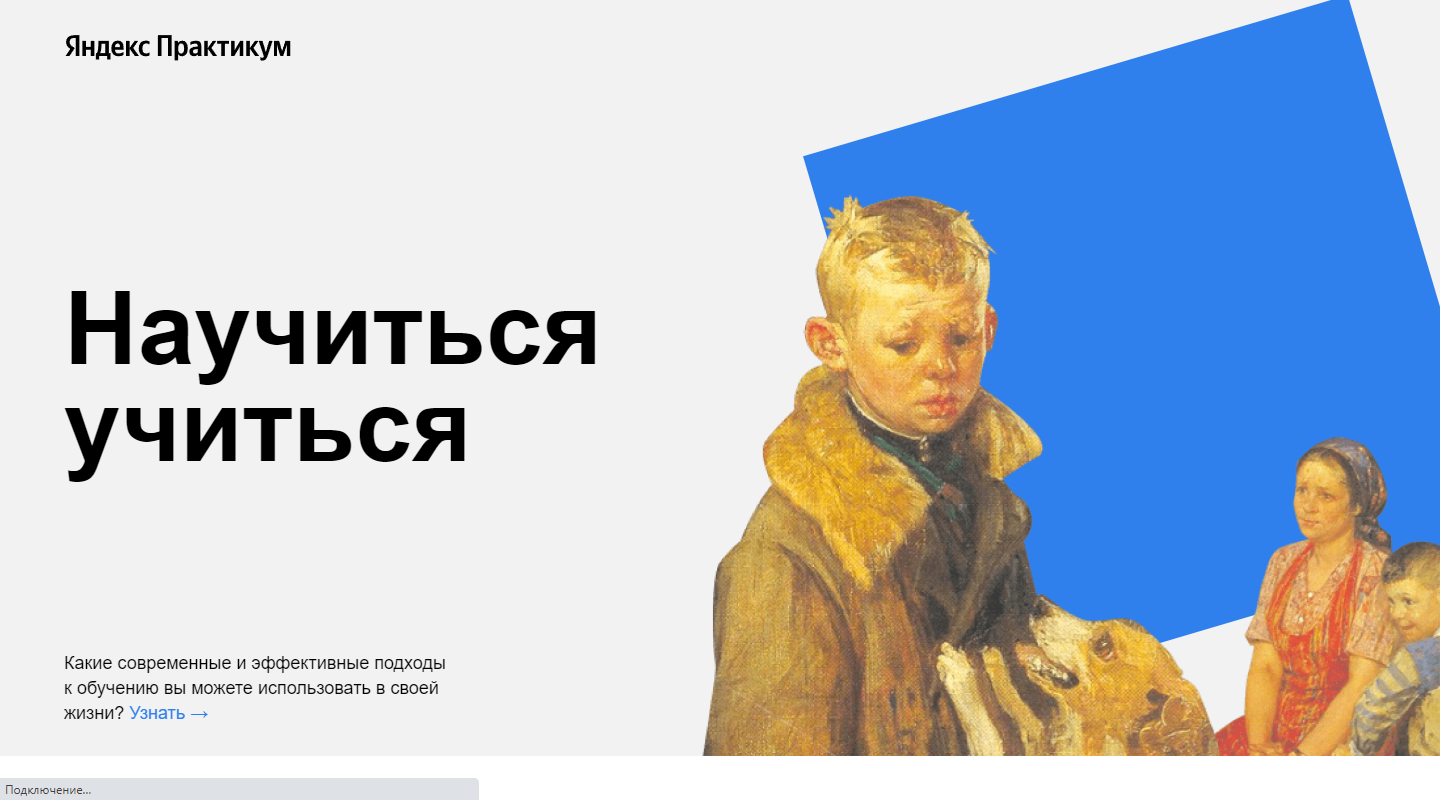 Яндекс Практикум
Научиться
учиться
Какие современные и эффективные подходы
к обучению вы можете использовать в своей
жизни? Узнать →
Подключение...